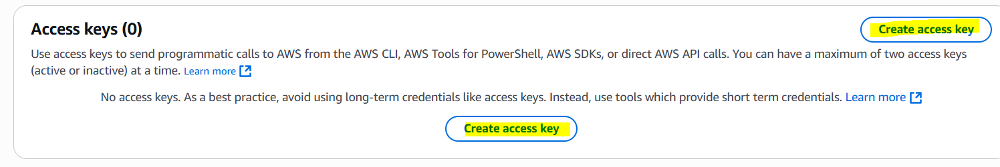 Access keys (0)
Create access key
Use access keys to send programmatic calls to AWS from the AWS CLI, AWS Tools for PowerShell, AWS SDKs, or direct AWS API calls. You can have a maximum of two access keys
(active or inactive) at a time. Learn more
No access keys. As a best practice, avoid using long-term credentials like access keys. Instead, use tools which provide short term credentials. Learn more
Create access key